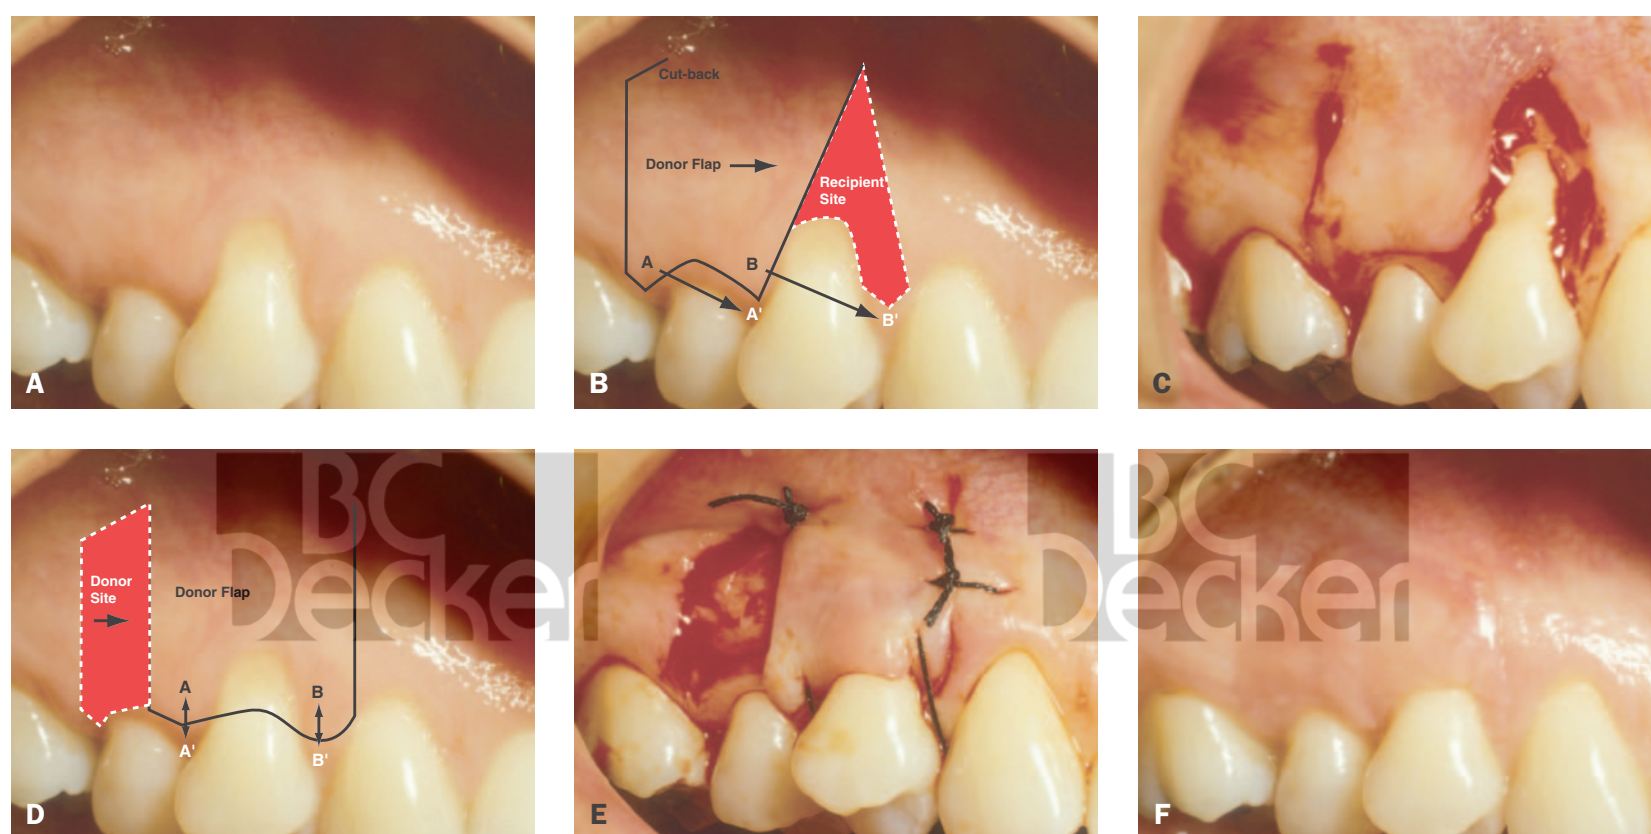 A
Cut-back
Donor Flap
Recipient
Site
A
B
A'
B'
B
C
BC
Decker
BC
Decker
Donor
Site
Donor Flap
A
B
A'
B'
D
E
F